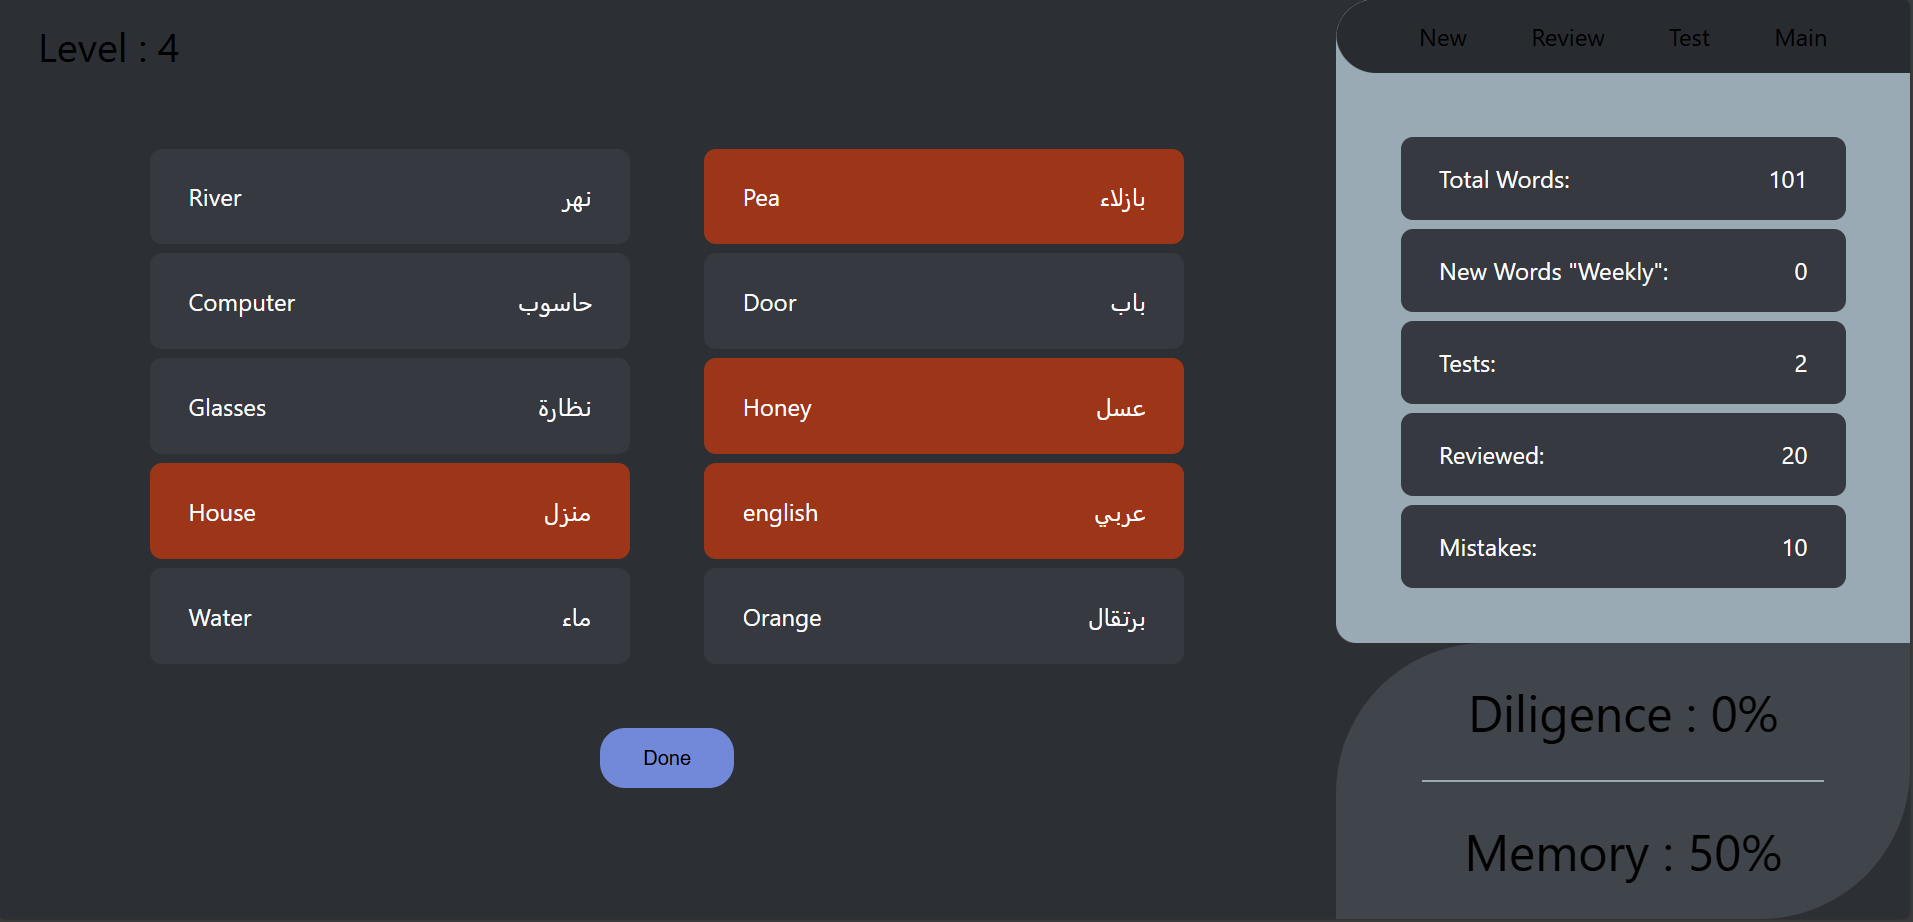 Level : 4
New Review Test Main
River نهر
Computer حاسوب
Glasses نظارة
House منزل
Water ماء
Pea بازلاء
Door باب
Honey عسل
english عربي
Orange برتقال
Done
Total Words: 101
New Words "Weekly": 0
Tests: 2
Reviewed: 20
Mistakes: 10
Diligence : 0%
Memory : 50%